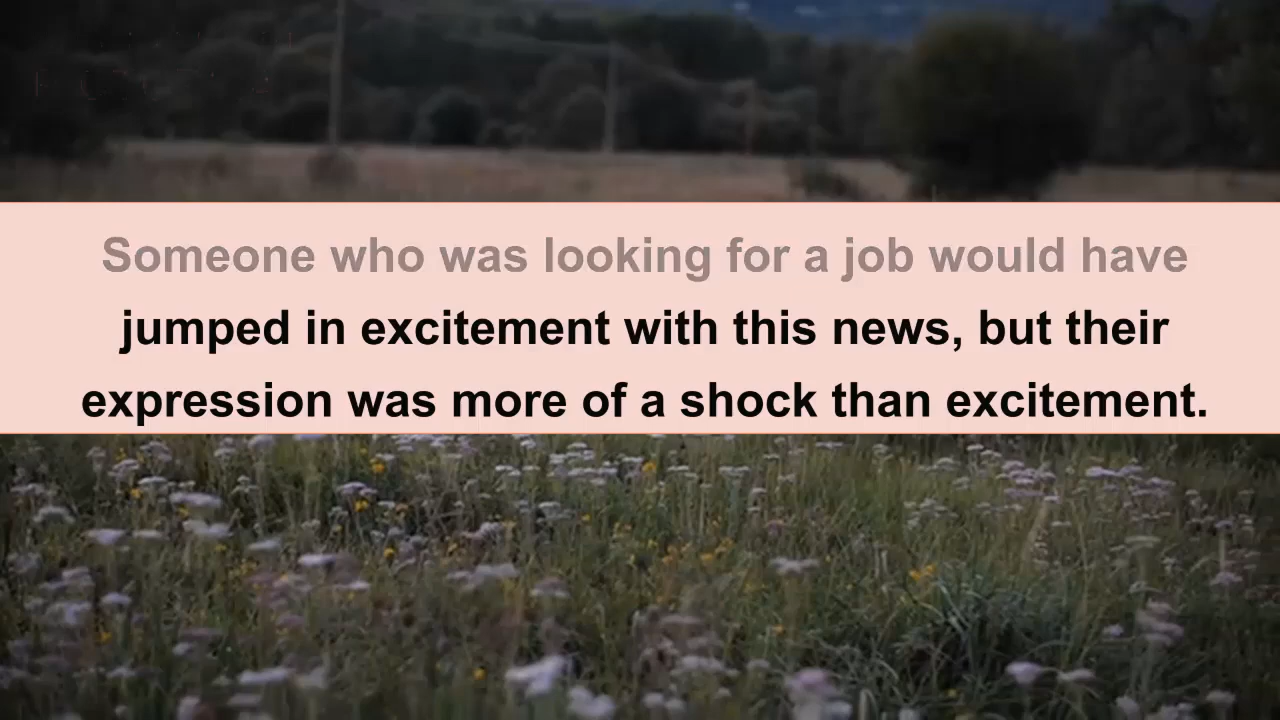 Someone who was looking for a job would have
jumped in excitement with this news, but their
expression was more of a shock than excitement.